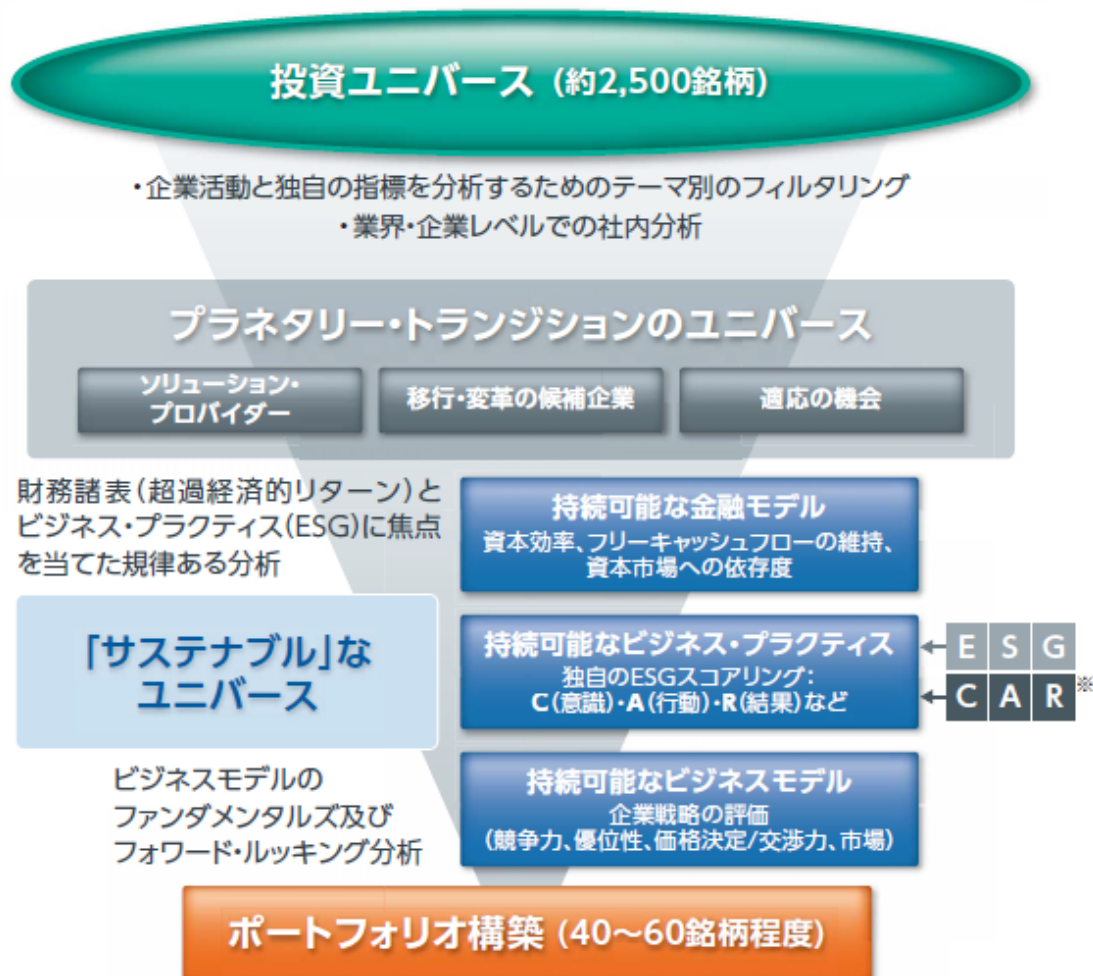 投資ユニバース (約2,500銘柄)
・企業活動と独自の指標を分析するためのテーマ別のフィルタリング
・業界・企業レベルでの社内分析
プラネタリー・トランジションのユニバース
ソリューション・
プロバイダー
移行・変革の候補企業
適応の機会
財務諸表(超過経済的リターン)と
ビジネス・プラクティス(ESG)に焦点
を当てた規律ある分析
持続可能な金融モデル
資本効率、フリーキャッシュフローの維持、
資本市場への依存度
「サステナブル」な
ユニバース
持続可能なビジネス・プラクティス
独自のESGスコアリング：
C(意識)・A(行動)・R(結果)など
E S G
C A R※
ビジネスモデルの
ファンダメンタルズ及び
フォワード・ルッキング分析
持続可能なビジネスモデル
企業戦略の評価
(競争力、優位性、価格決定/交渉力、市場)
ポートフォリオ構築 (40～60銘柄程度)